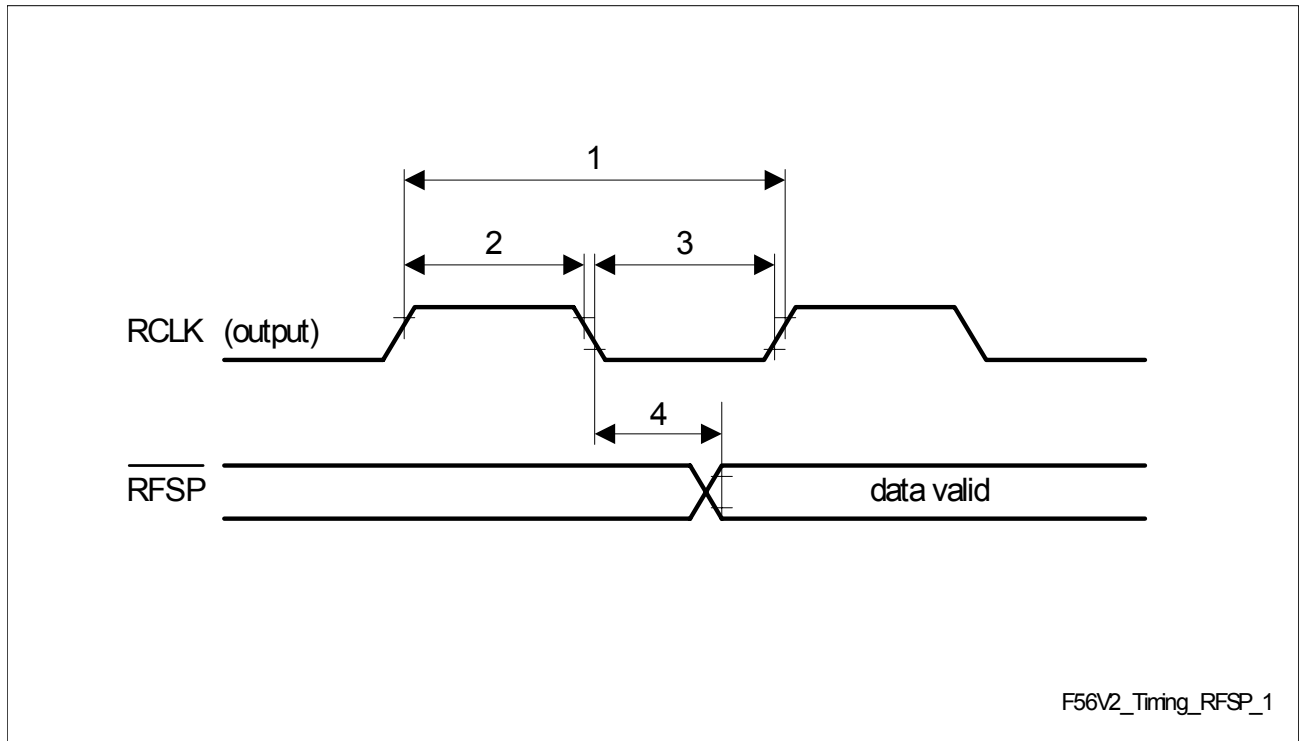 1
2 3
RCLK (output)
4
RFSP data valid
F56V2_Timing_RFSP_1